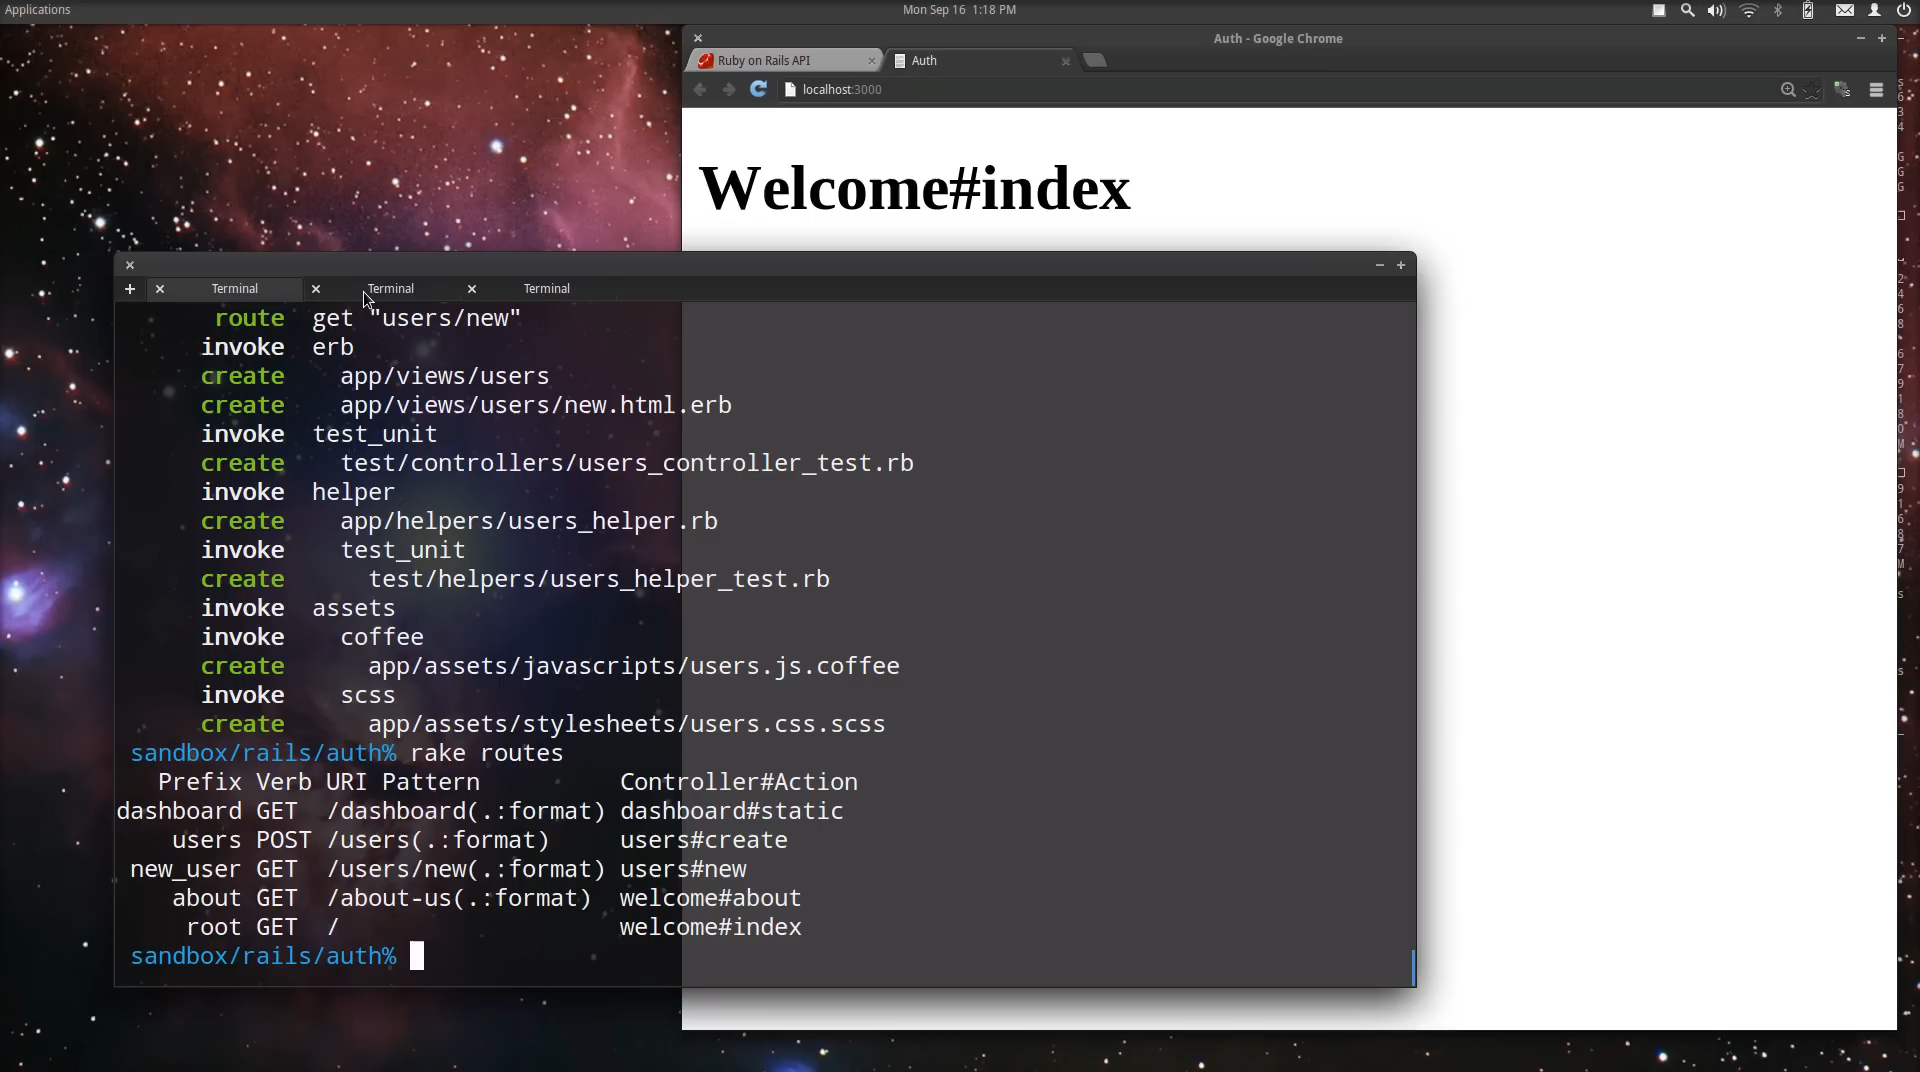 Applications
Mon Sep 16 1:18 PM
Auth - Google Chrome
Ruby on Rails API
Auth
localhost:3000
Welcome#index
Terminal
Terminal
Terminal
route get "users/new"
invoke erb
create app/views/users
create app/views/users/new.html.erb
invoke test_unit
create test/controllers/users_controller_test.rb
invoke helper
create app/helpers/users_helper.rb
invoke test_unit
create test/helpers/users_helper_test.rb
invoke assets
invoke coffee
create app/assets/javascripts/users.js.coffee
invoke scss
create app/assets/stylesheets/users.css.scss
sandbox/rails/auth% rake routes
Prefix Verb URI Pattern Controller#Action
dashboard GET /dashboard(.:format) dashboard#static
users POST /users(.:format) users#create
new_user GET /users/new(.:format) users#new
about GET /about-us(.:format) welcome#about
root GET / welcome#index
sandbox/rails/auth%